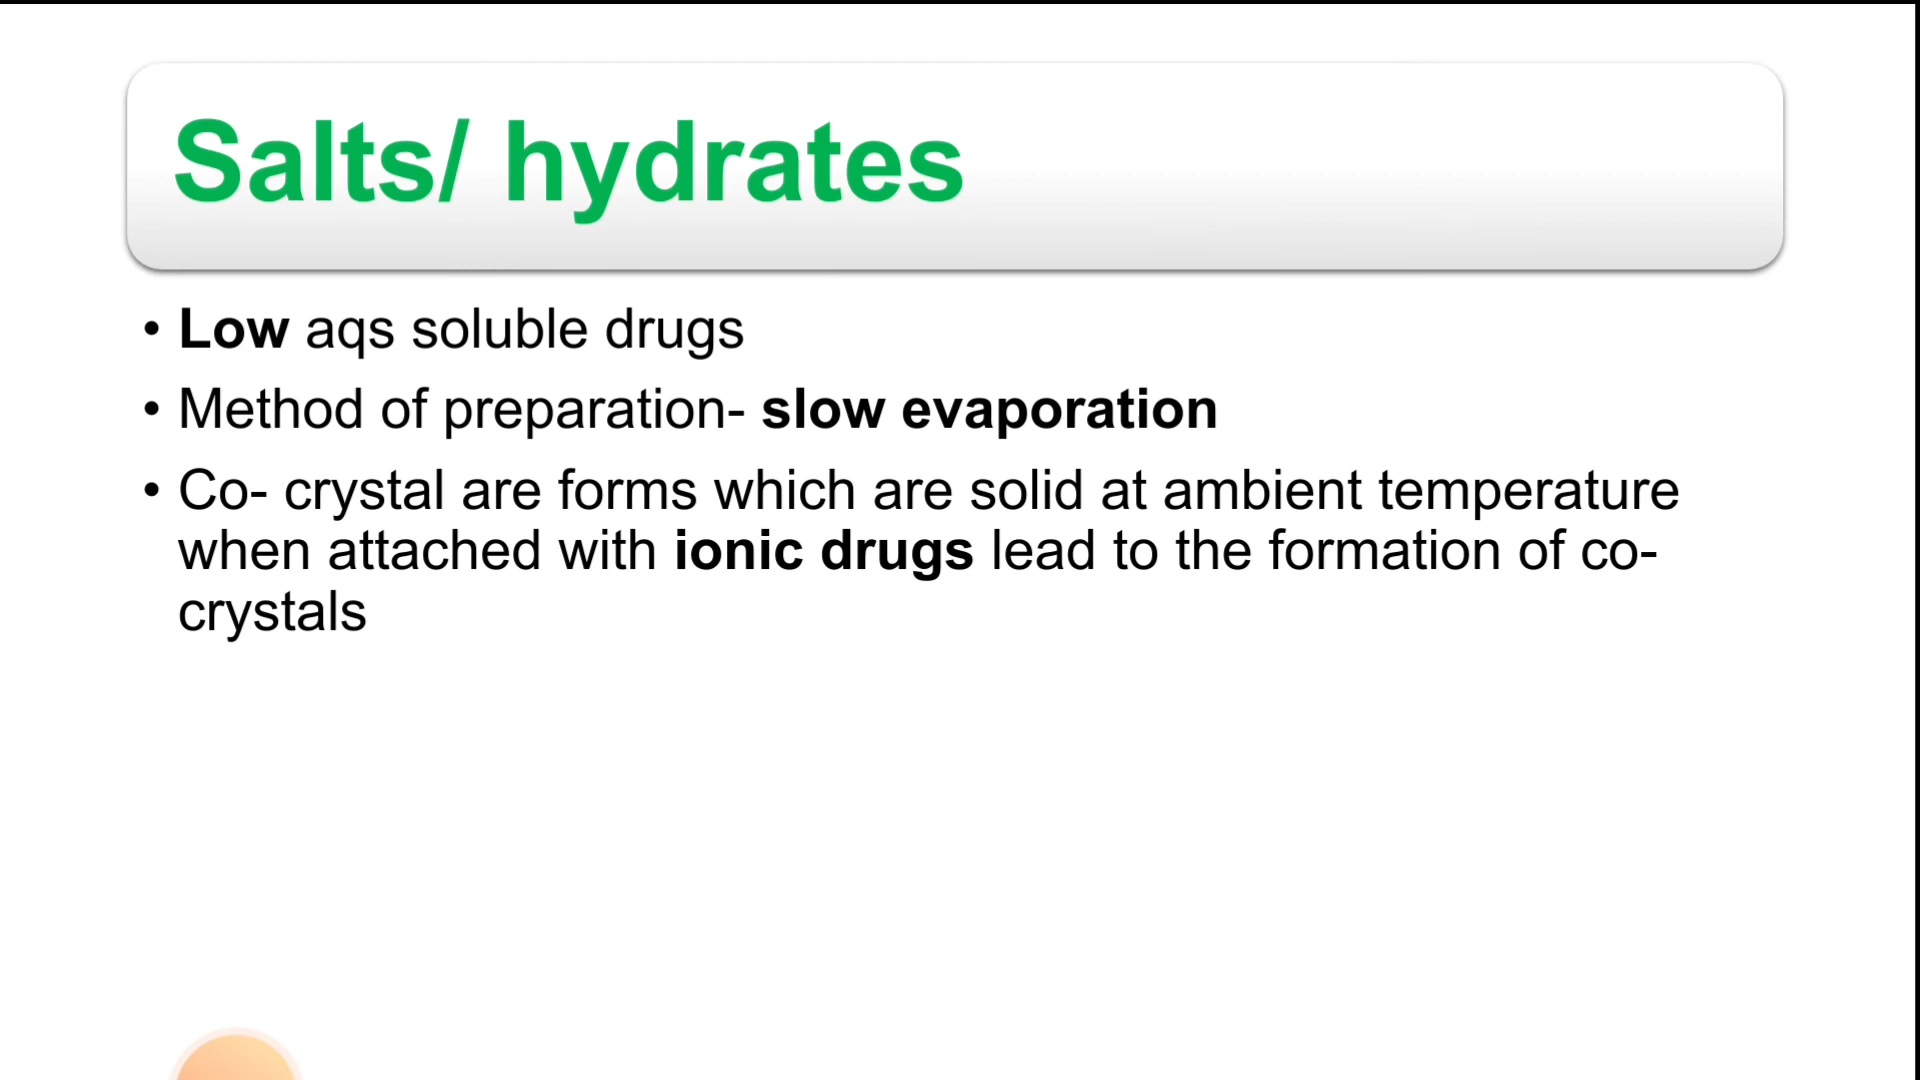 Salts/ hydrates
• Low aqs soluble drugs
• Method of preparation- slow evaporation
• Co- crystal are forms which are solid at ambient temperature
when attached with ionic drugs lead to the formation of co-
crystals